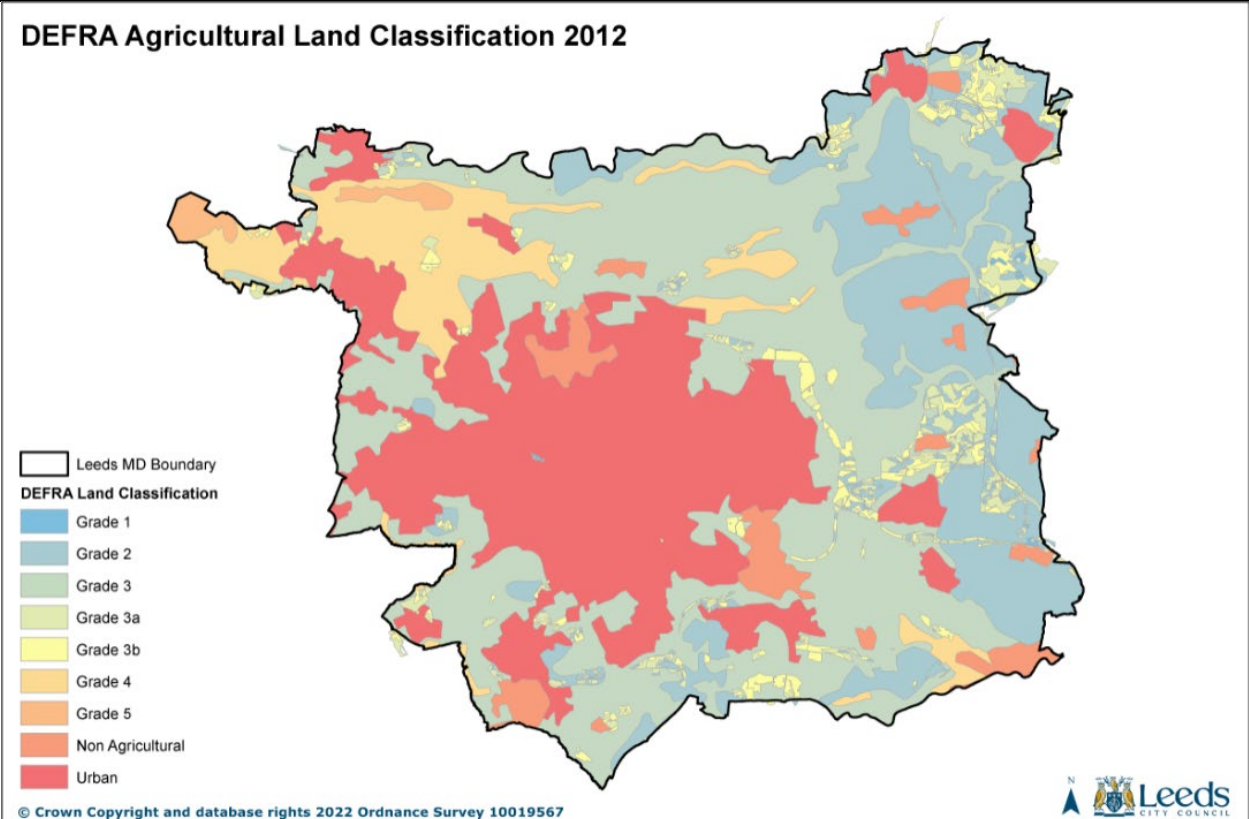 DEFRA Agricultural Land Classification 2012
Leeds MD Boundary
DEFRA Land Classification
Grade 1
Grade 2
Grade 3
Grade 3a
Grade 3b
Grade 4
Grade 5
Non Agricultural
Urban
© Crown Copyright and database rights 2022 Ordnance Survey 10019567
N
Leeds
CITY COUNCIL